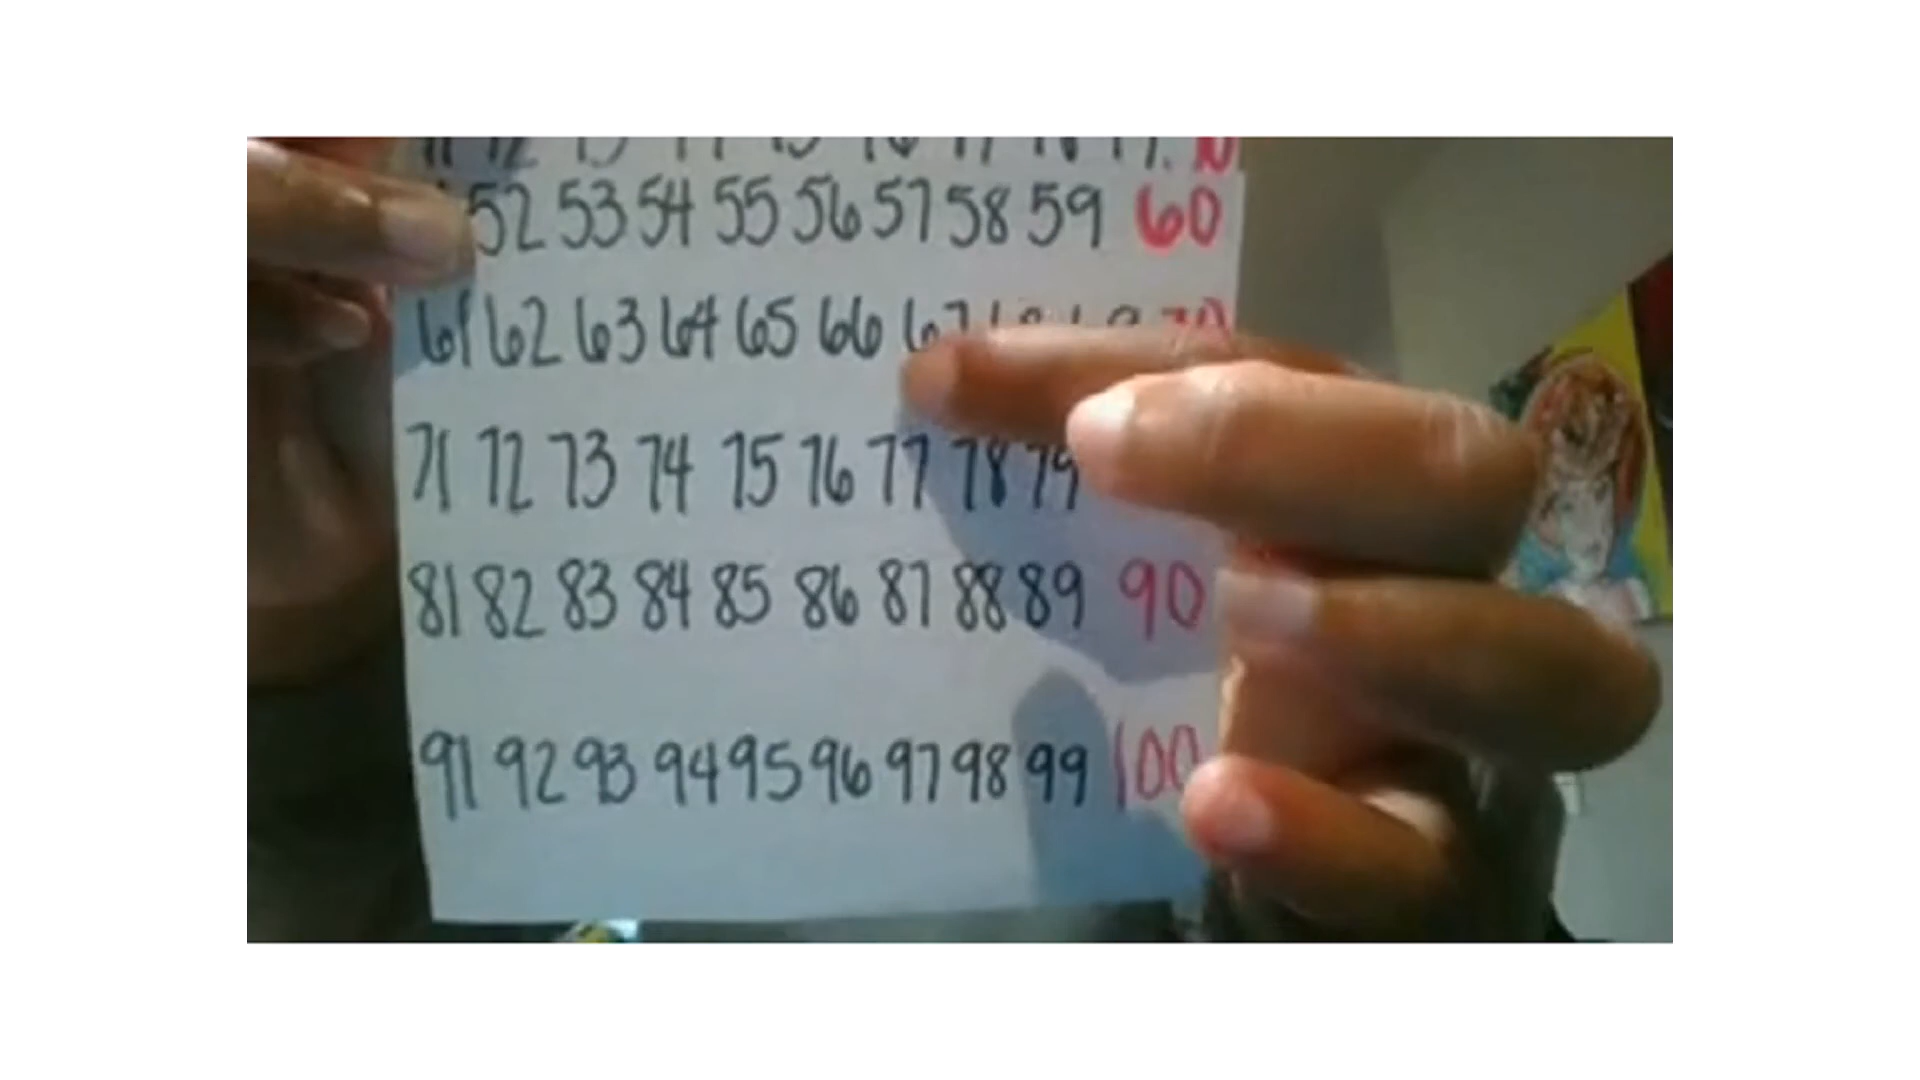 52 53 54 55 56 57 58 59 60
61 62 63 64 65 66 67
71 72 73 74 75 76 77 78 79
81 82 83 84 85 86 87 88 89 90
91 92 93 94 95 96 97 98 99 100